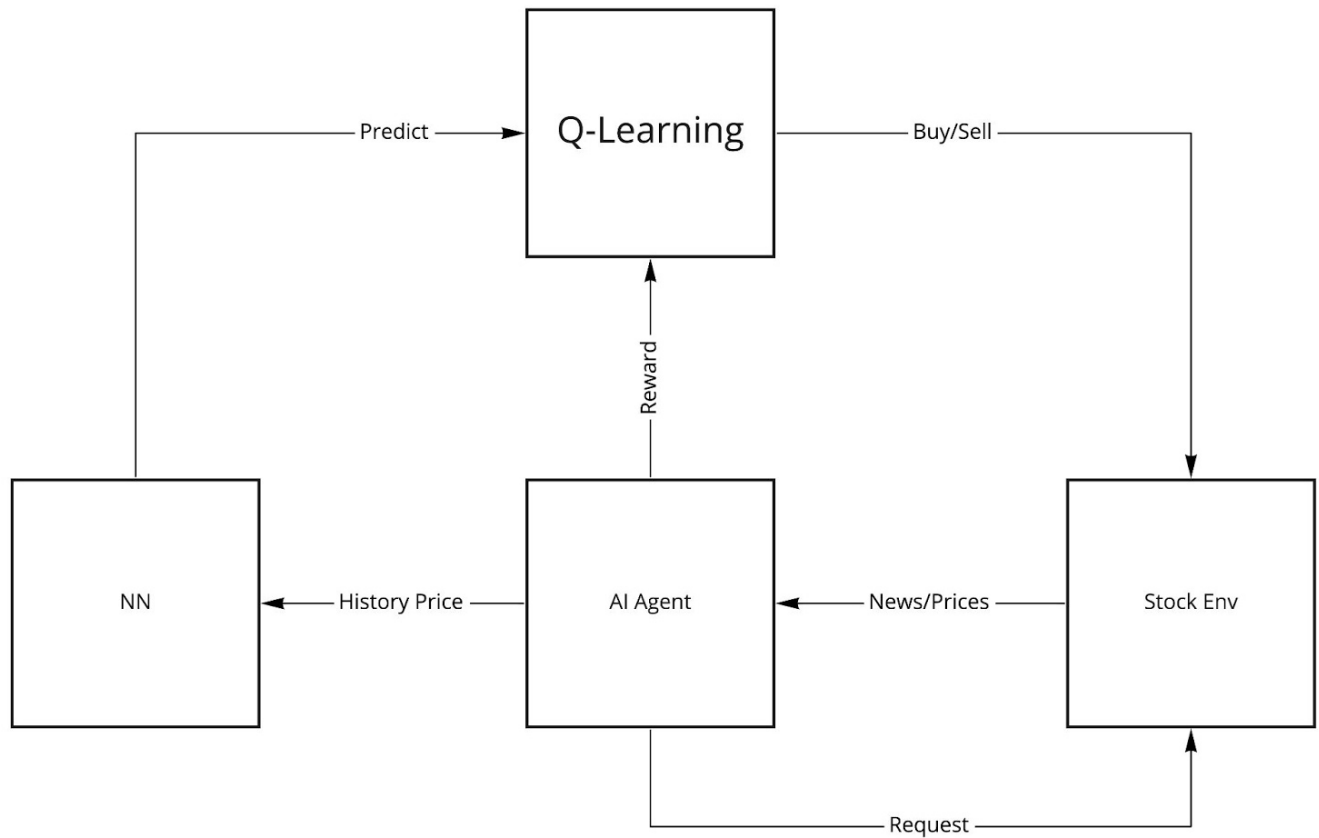 Predict
Q-Learning
Buy/Sell
Reward
NN
History Price
AI Agent
News/Prices
Stock Env
Request